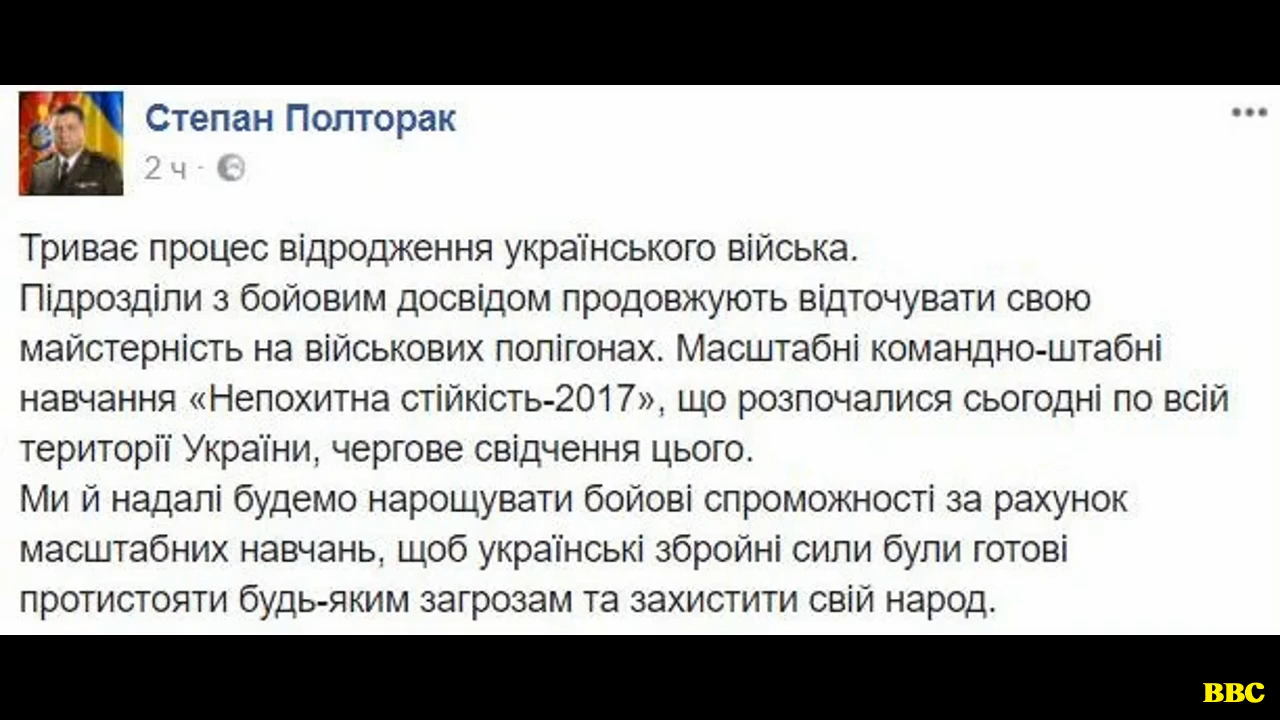 Степан Полторак
2 ч ·
Триває процес відродження українського війська.
Підрозділи з бойовим досвідом продовжують відточувати свою
майстерність на військових полігонах. Масштабні командно-штабні
навчання «Непохитна стійкість-2017», що розпочалися сьогодні по всій
території України, чергове свідчення цього.
Ми й надалі будемо нарощувати бойові спроможності за рахунок
масштабних навчань, щоб українські збройні сили були готові
протистояти будь-яким загрозам та захистити свій народ.
BBC